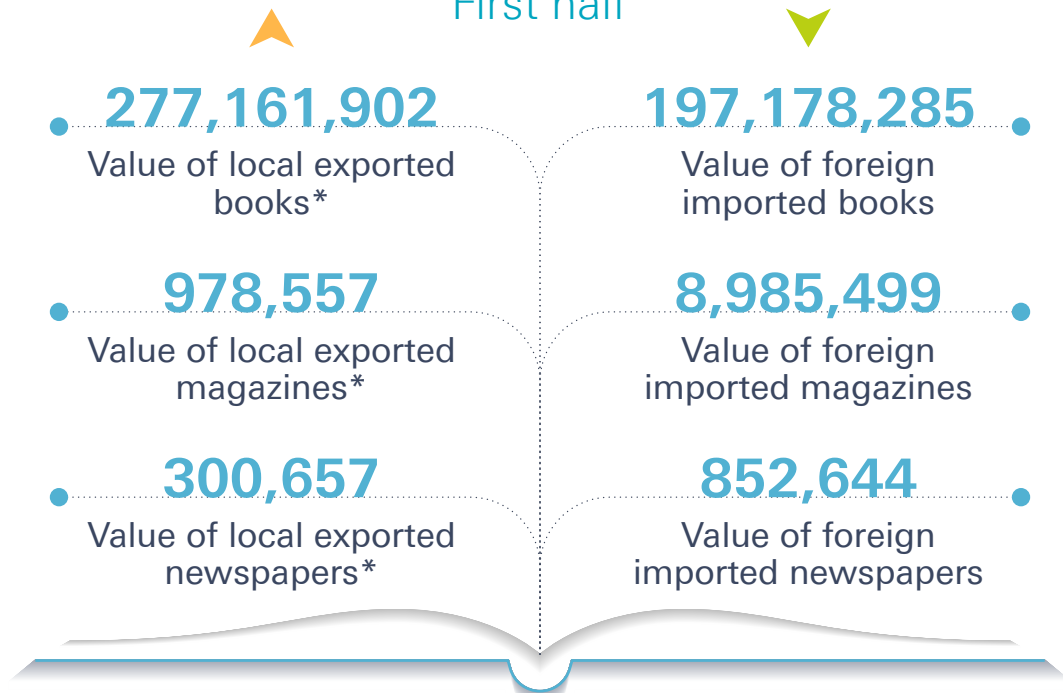 First half
277,161,902
Value of local exported
books*
978,557
Value of local exported
magazines*
300,657
Value of local exported
newspapers*
197,178,285
Value of foreign
imported books
8,985,499
Value of foreign
imported magazines
852,644
Value of foreign
imported newspapers